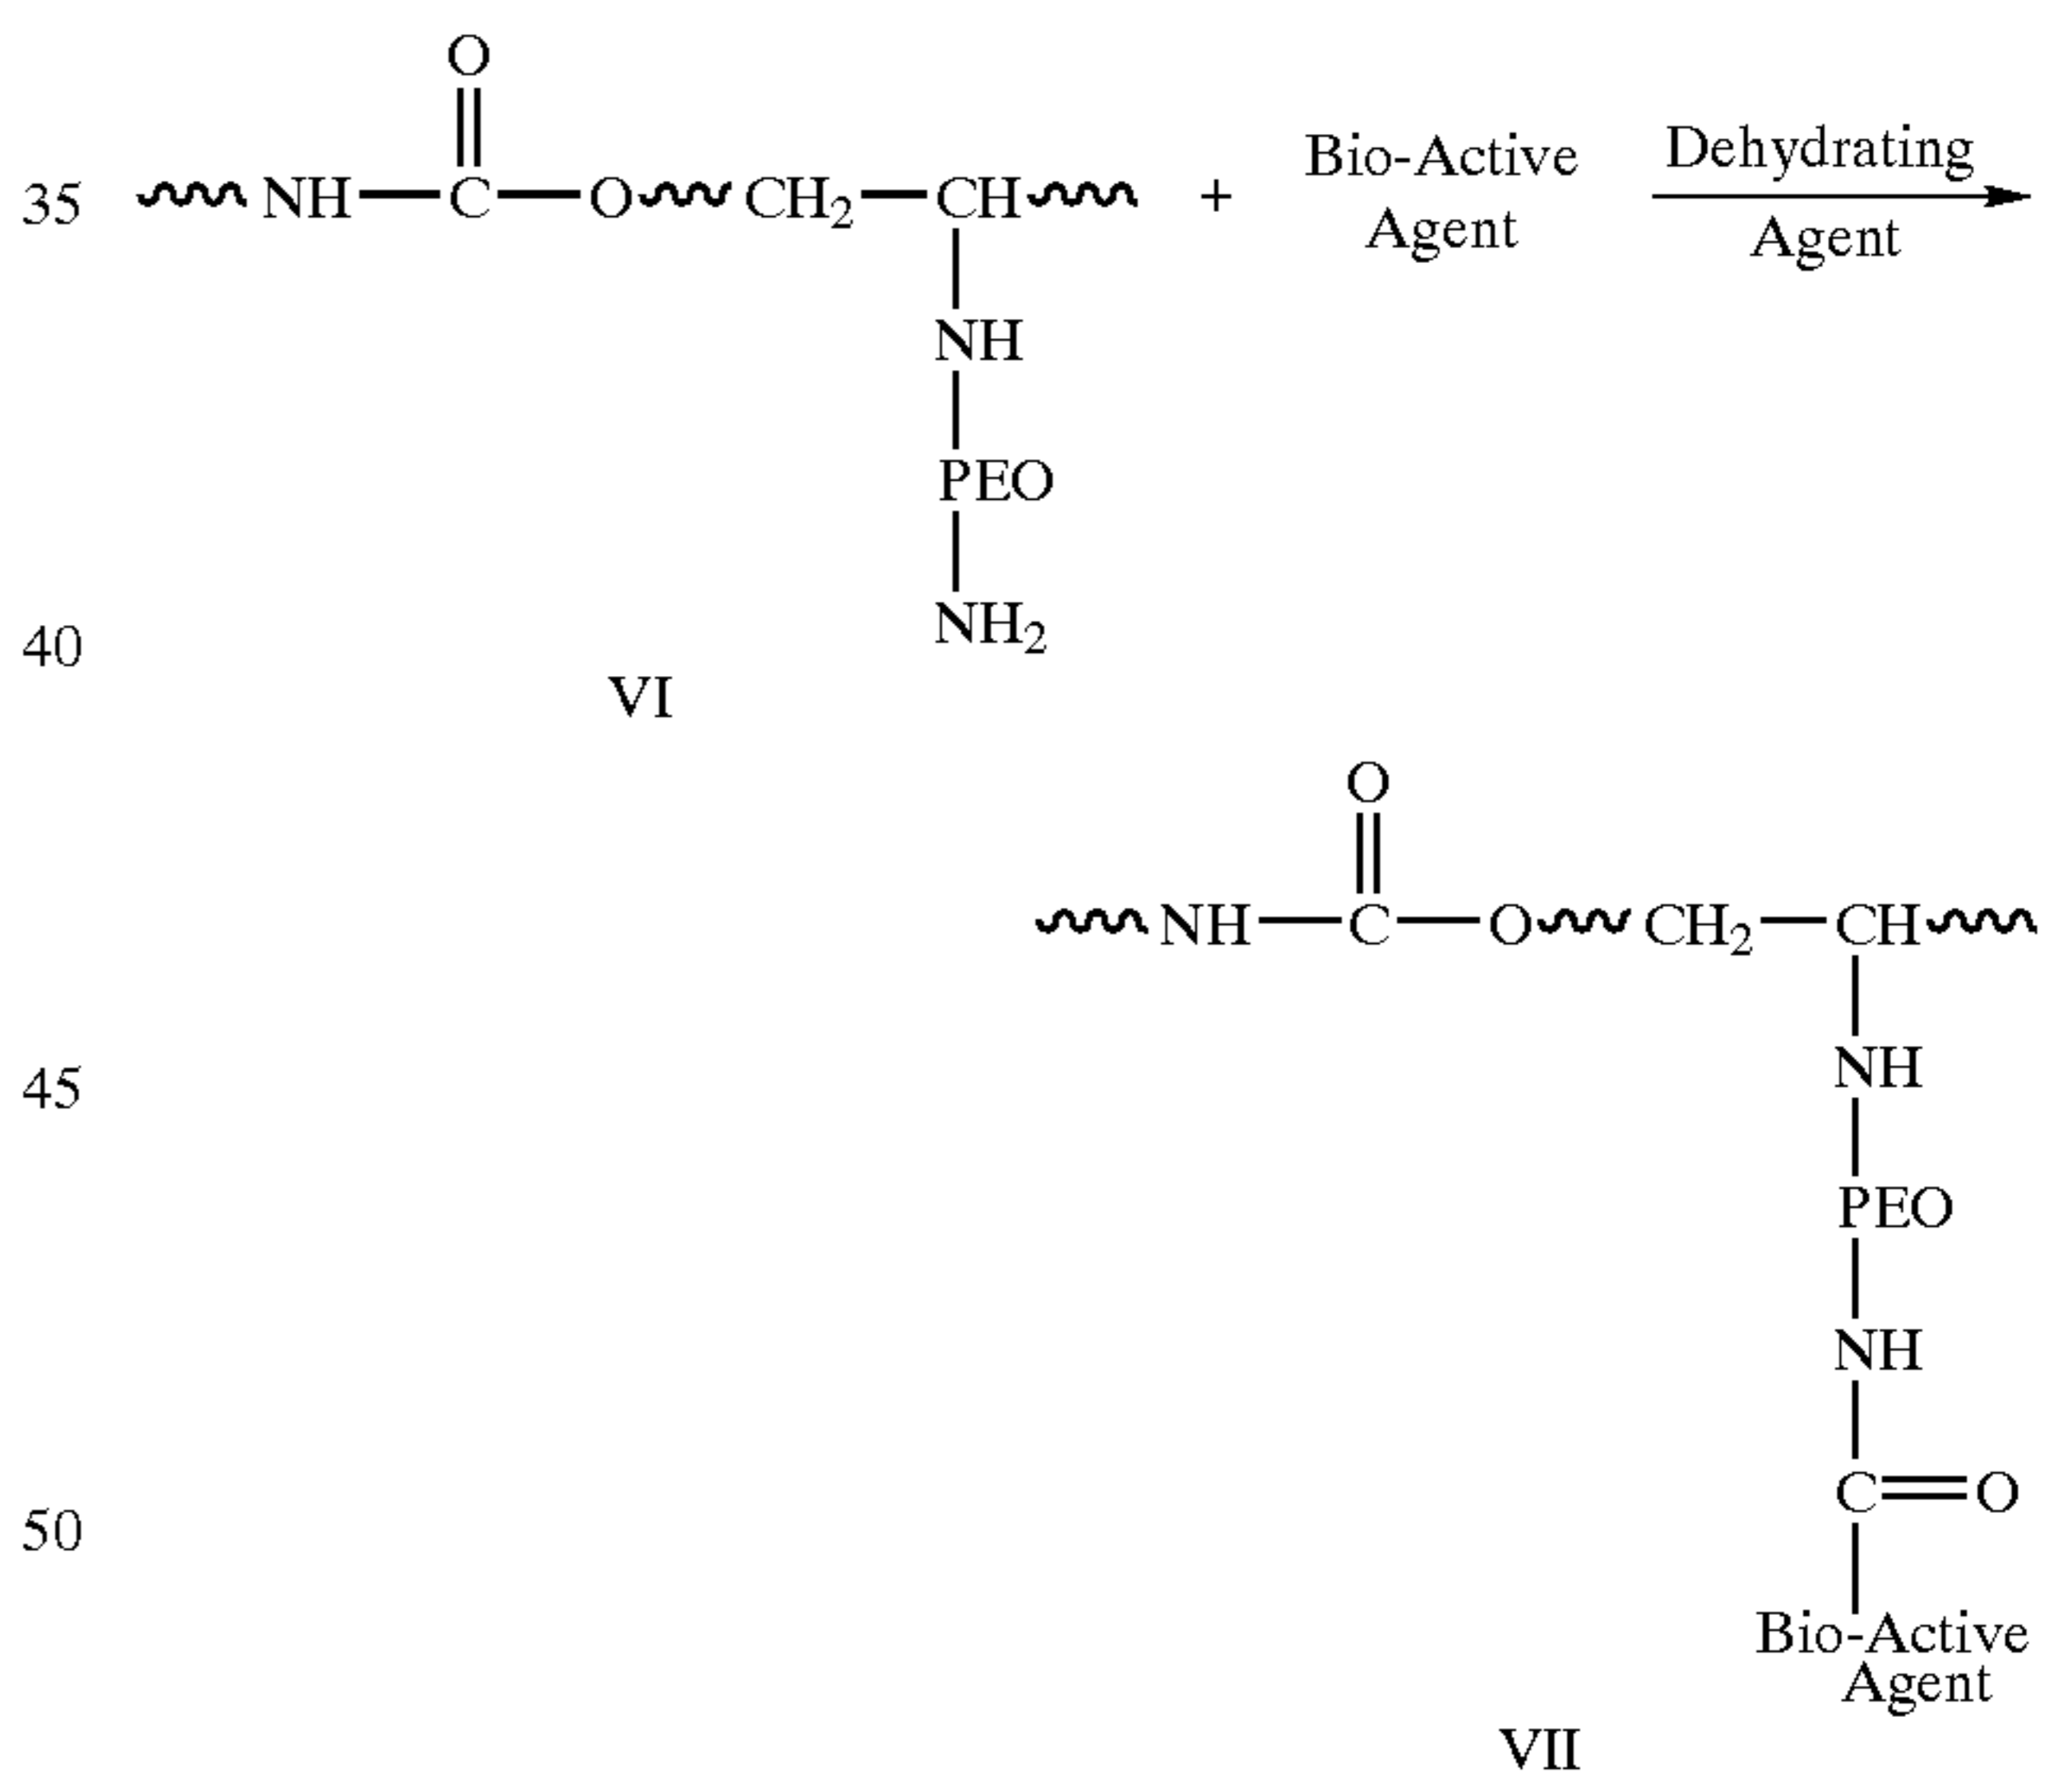 O
35 NH C O CH₂ CH + Bio-Active Agent Dehydrating Agent
NH
PEO
40 NH₂
VI
O
NH C O CH₂ CH
45 NH
PEO
NH
50 C O
Bio-Active
Agent
VII